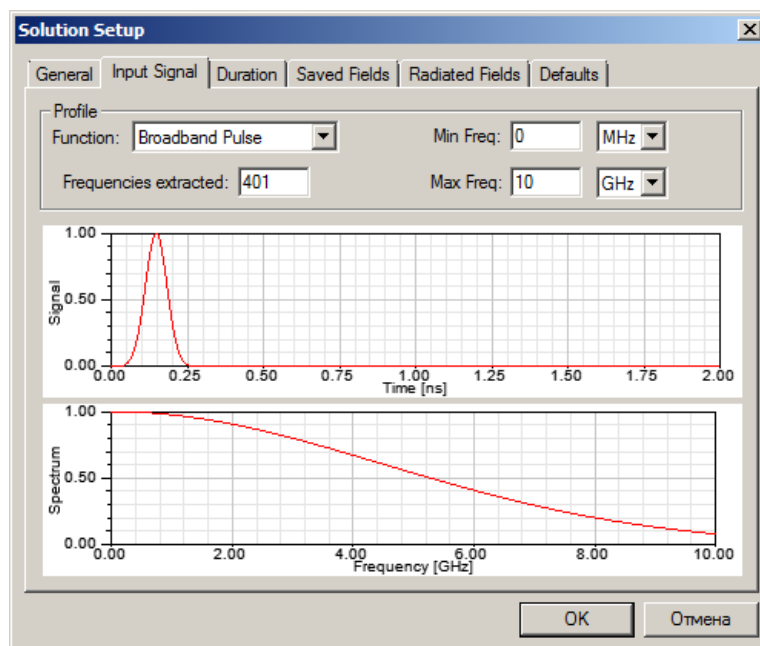 Solution Setup
General Input Signal Duration Saved Fields Radiated Fields Defaults
Profile
Function: Broadband Pulse Min Freq: 0 MHz
Frequencies extracted: 401 Max Freq: 10 GHz
1.00
0.50
0.00
Signal
0.00 0.25 0.50 0.75 1.00 1.25 1.50 1.75 2.00
Time [ns]
1.00
0.50
0.00
Spectrum
0.00 2.00 4.00 6.00 8.00 10.00
Frequency [GHz]
OK Отмена